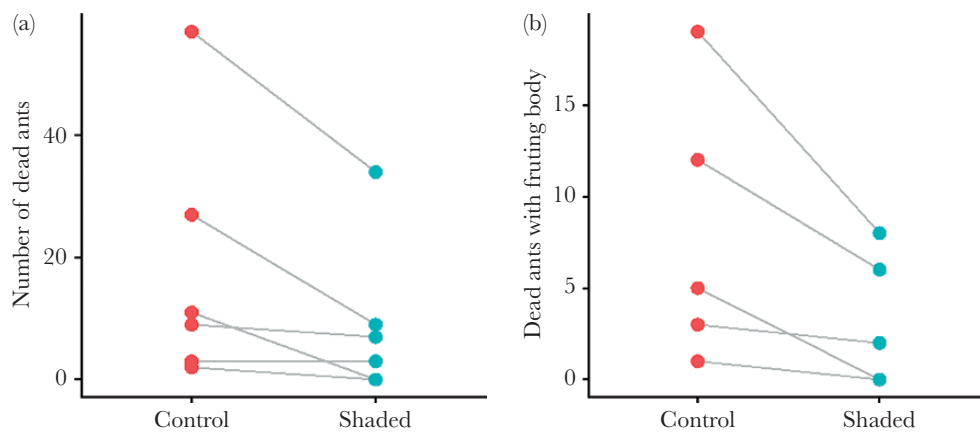 (a)
Number of dead ants
40
20
0
Control Shaded
(b)
Dead ants with fruting body
15
10
5
0
Control Shaded